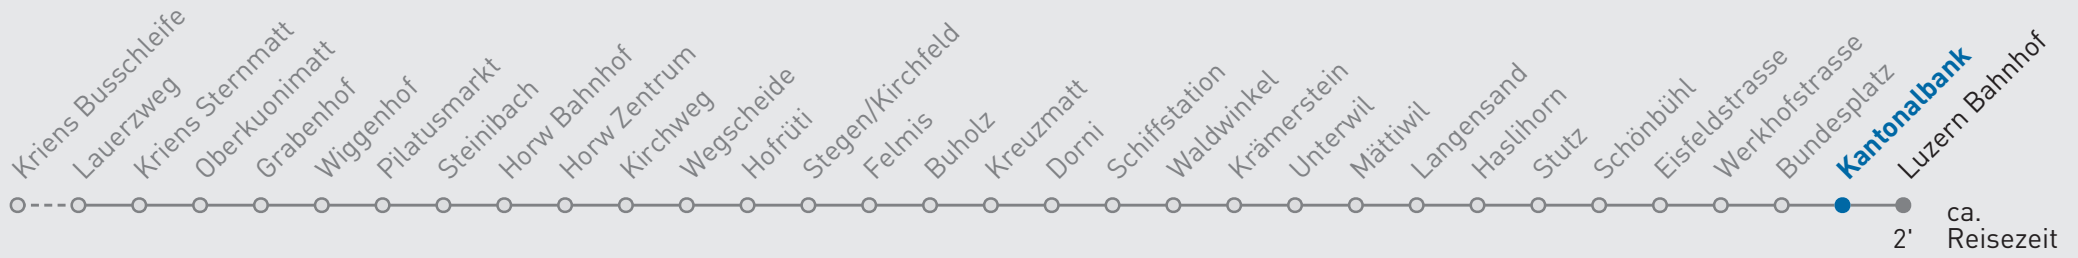 Kriens Busschleife
Lauerzweg
Kriens Sternmatt
Oberkuonimatt
Grabenhof
Wiggenhof
Pilatusmarkt
Steinibach
Horw Bahnhof
Horw Zentrum
Kirchweg
Wegscheide
Hofrüti
Stegen/Kirchfeld
Felmis
Buholz
Kreuzmatt
Dorni
Schiffstation
Waldwinkel
Krämerstein
Unterwil
Mättiwil
Langensand
Haslihorn
Stutz
Schönbühl
Eisfeldstrasse
Werkhofstrasse
Bundesplatz
Kantonalbank
Luzern Bahnhof
ca.
2' Reisezeit